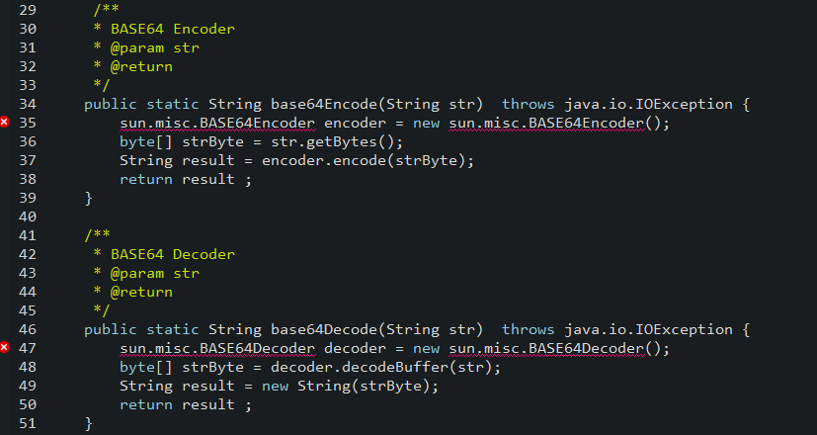 29 /**
30 * BASE64 Encoder
31 * @param str
32 * @return
33 */
34 public static String base64Encode(String str)  throws java.io.IOException {
35 sun.misc.BASE64Encoder encoder = new sun.misc.BASE64Encoder();
36 byte[] strByte = str.getBytes();
37 String result = encoder.encode(strByte);
38 return result ;
39 }
40
41 /**
42 * BASE64 Decoder
43 * @param str
44 * @return
45 */
46 public static String base64Decode(String str)  throws java.io.IOException {
47 sun.misc.BASE64Decoder decoder = new sun.misc.BASE64Decoder();
48 byte[] strByte = decoder.decodeBuffer(str);
49 String result = new String(strByte);
50 return result ;
51 }